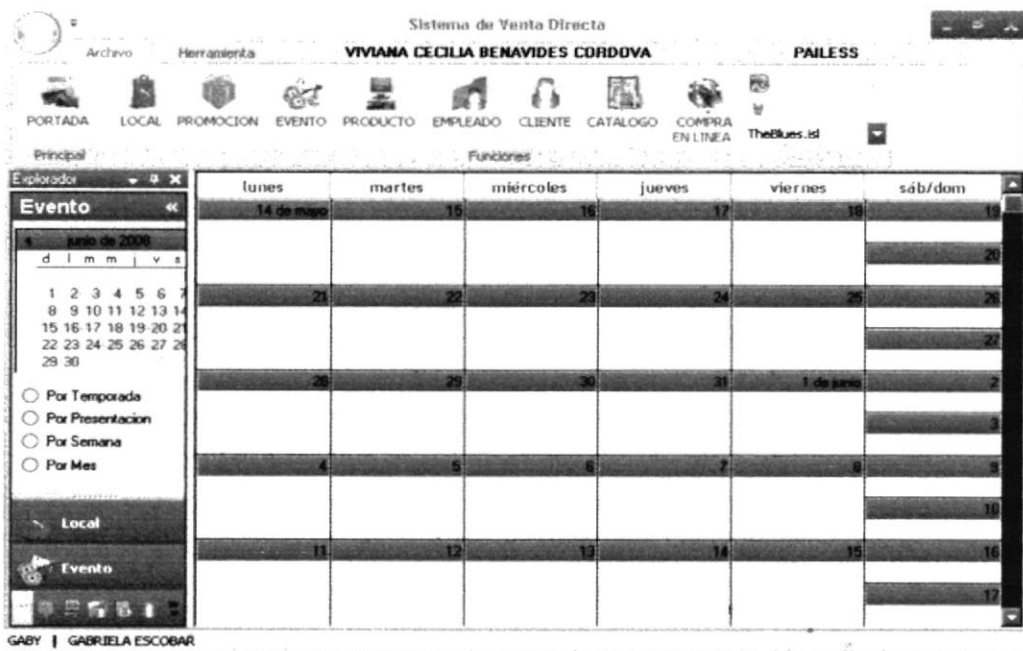 Sistema de Venta Directa
Archivo Herramienta VIVIANA CECILIA BENAVIDES CORDOVA PAILESS
PORTADA LOCAL PROMOCION EVENTO PRODUCTO EMPLEADO CLIENTE CATALOGO COMPRA EN LINEA TheBlues.isl
Principal Funciones
Explorador
Evento «
junio de 2008
d l m m j v s
1 2 3 4 5 6 7
8 9 10 11 12 13 14
15 16 17 18 19 20 21
22 23 24 25 26 27 28
29 30
Por Temporada
Por Presentacion
Por Semana
Por Mes
Local
Evento
lunes martes miércoles jueves viernes sáb/dom
14 de mayo 15 16 17 18 19
20
21 22 23 24 25 26
27
28 29 30 31 1 de junio 2
3
4 5 6 7 8 9
10
11 12 13 14 15 16
17
GABY | GABRIELA ESCOBAR